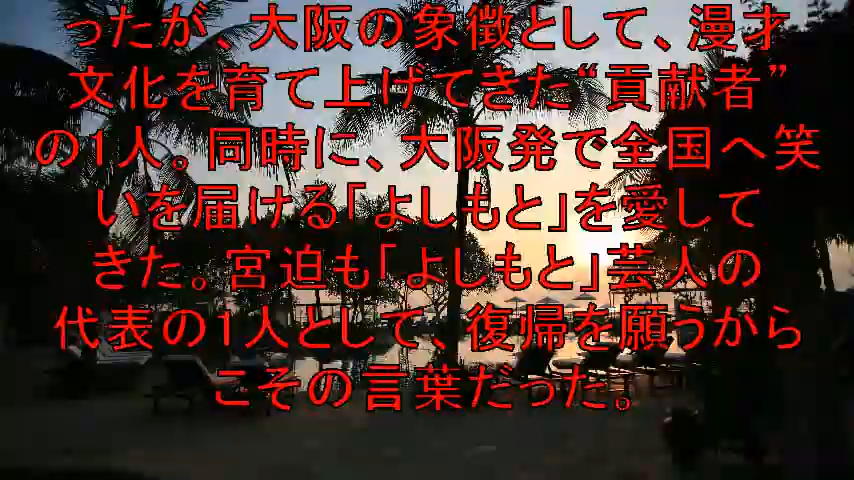 ったが、大阪の象徴として、漫才
文化を育て上げてきた“貢献者”
の1人。同時に、大阪発で全国へ笑
いを届ける「よしもと」を愛して
きた。宮迫も「よしもと」芸人の
代表の1人として、復帰を願うから
こその言葉だった。